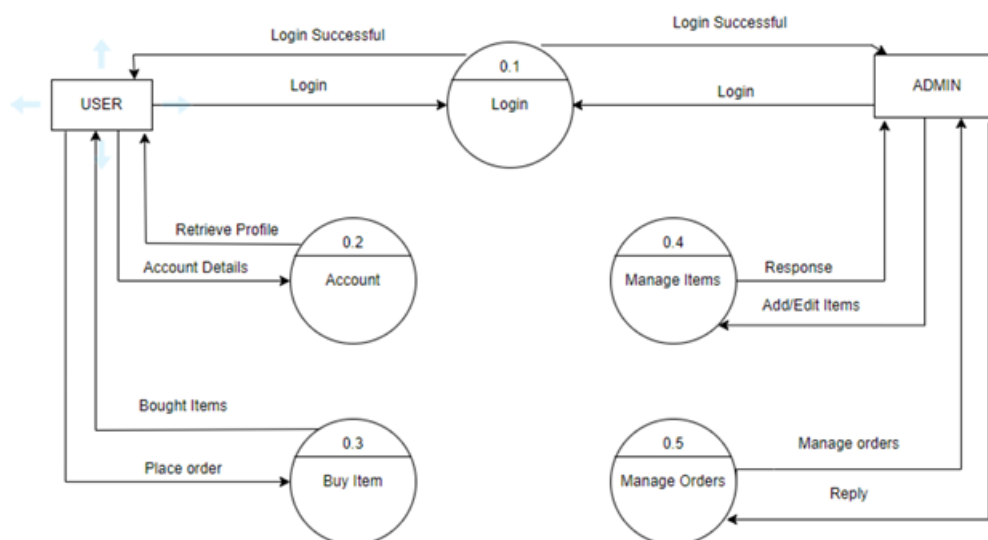 Login Successful
Login Successful
0.1
USER
Login
Login
Login
ADMIN
Retrieve Profile
0.2
0.4
Account Details
Account
Manage Items
Response
Add/Edit Items
Bought Items
0.3
0.5
Manage orders
Place order
Buy Item
Manage Orders
Reply